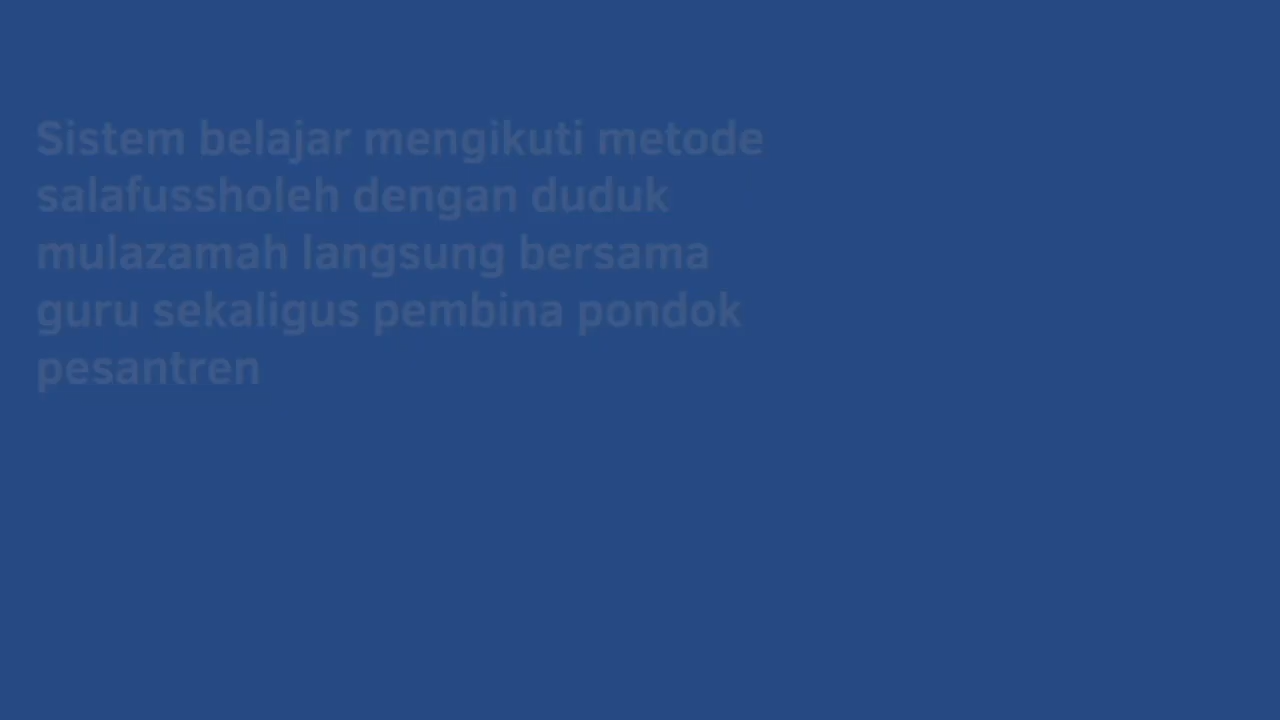 Sistem belajar mengikuti metode
salafussholeh dengan duduk
mulazamah langsung bersama
guru sekaligus pembina pondok
pesantren